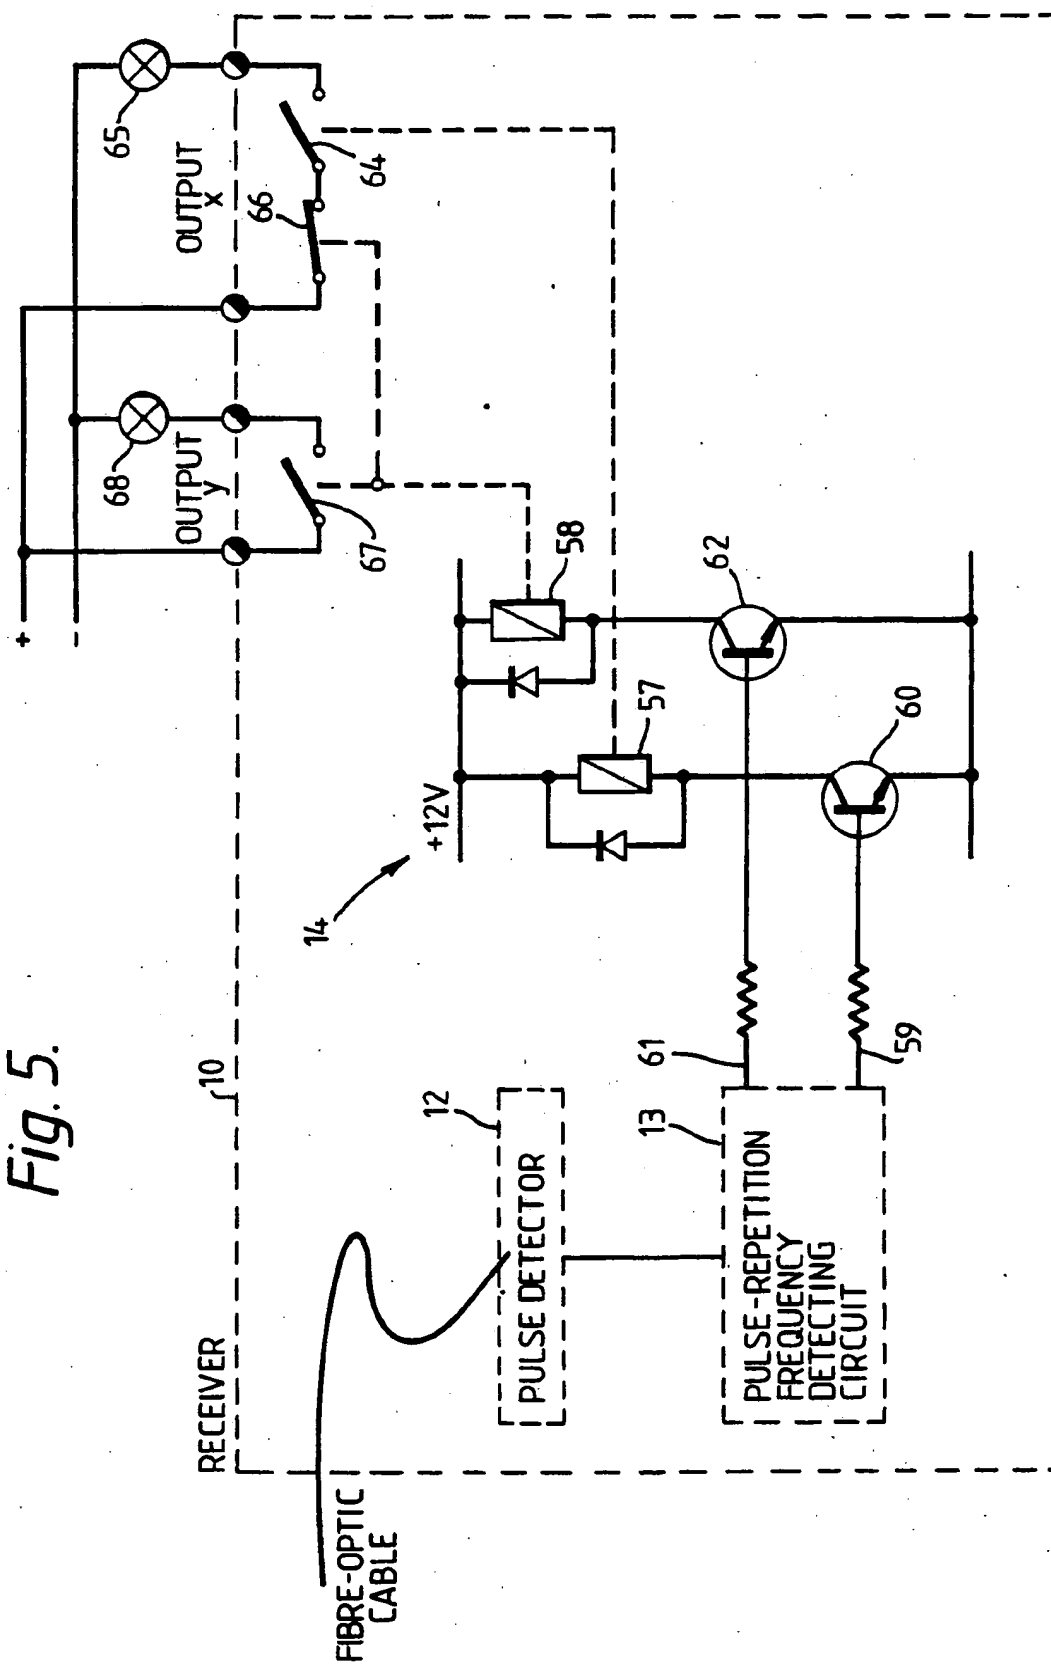 Fig. 5.
RECEIVER
10
FIBRE-OPTIC
CABLE
12
PULSE DETECTOR
13
PULSE-REPETITION
FREQUENCY
DETECTING
CIRCUIT
61
59
14
+12V
57
58
60
62
+
-
68
OUTPUT
y
67
65
OUTPUT
x
66
64